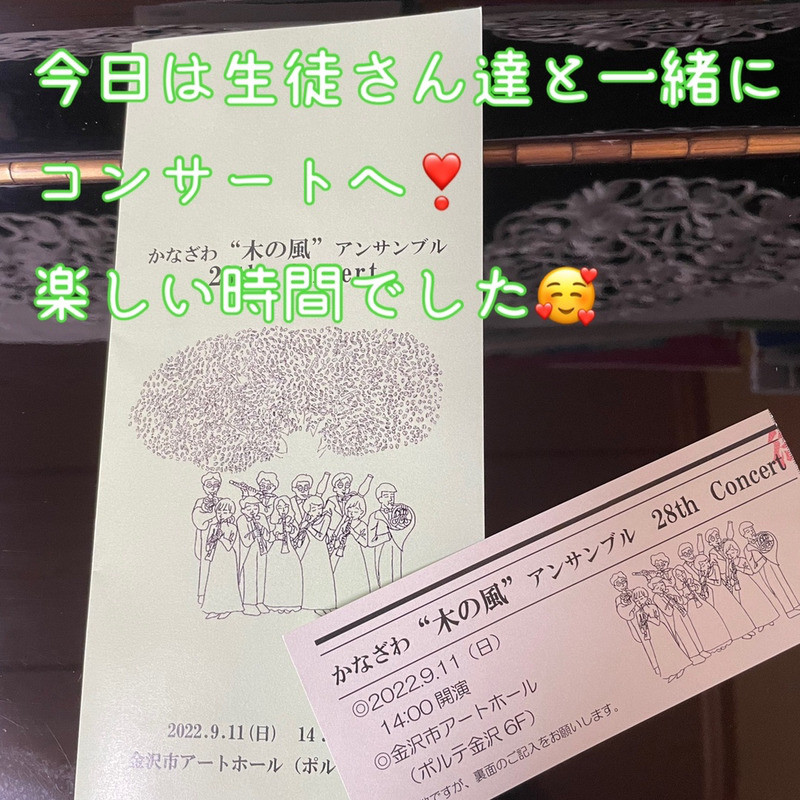 今日は生徒さん達と一緒に
コンサートへ❣️
楽しい時間でした🥰
かなざわ “木の風” アンサンブル
2022.9.11(日) 14
金沢市アートホール（ポル
かなざわ “木の風” アンサンブル 28th Concert
◎2022.9.11（日）
14:00 開演
◎金沢市アートホール
（ポルテ金沢 6F）
ですが、裏面のご記入をお願いします。